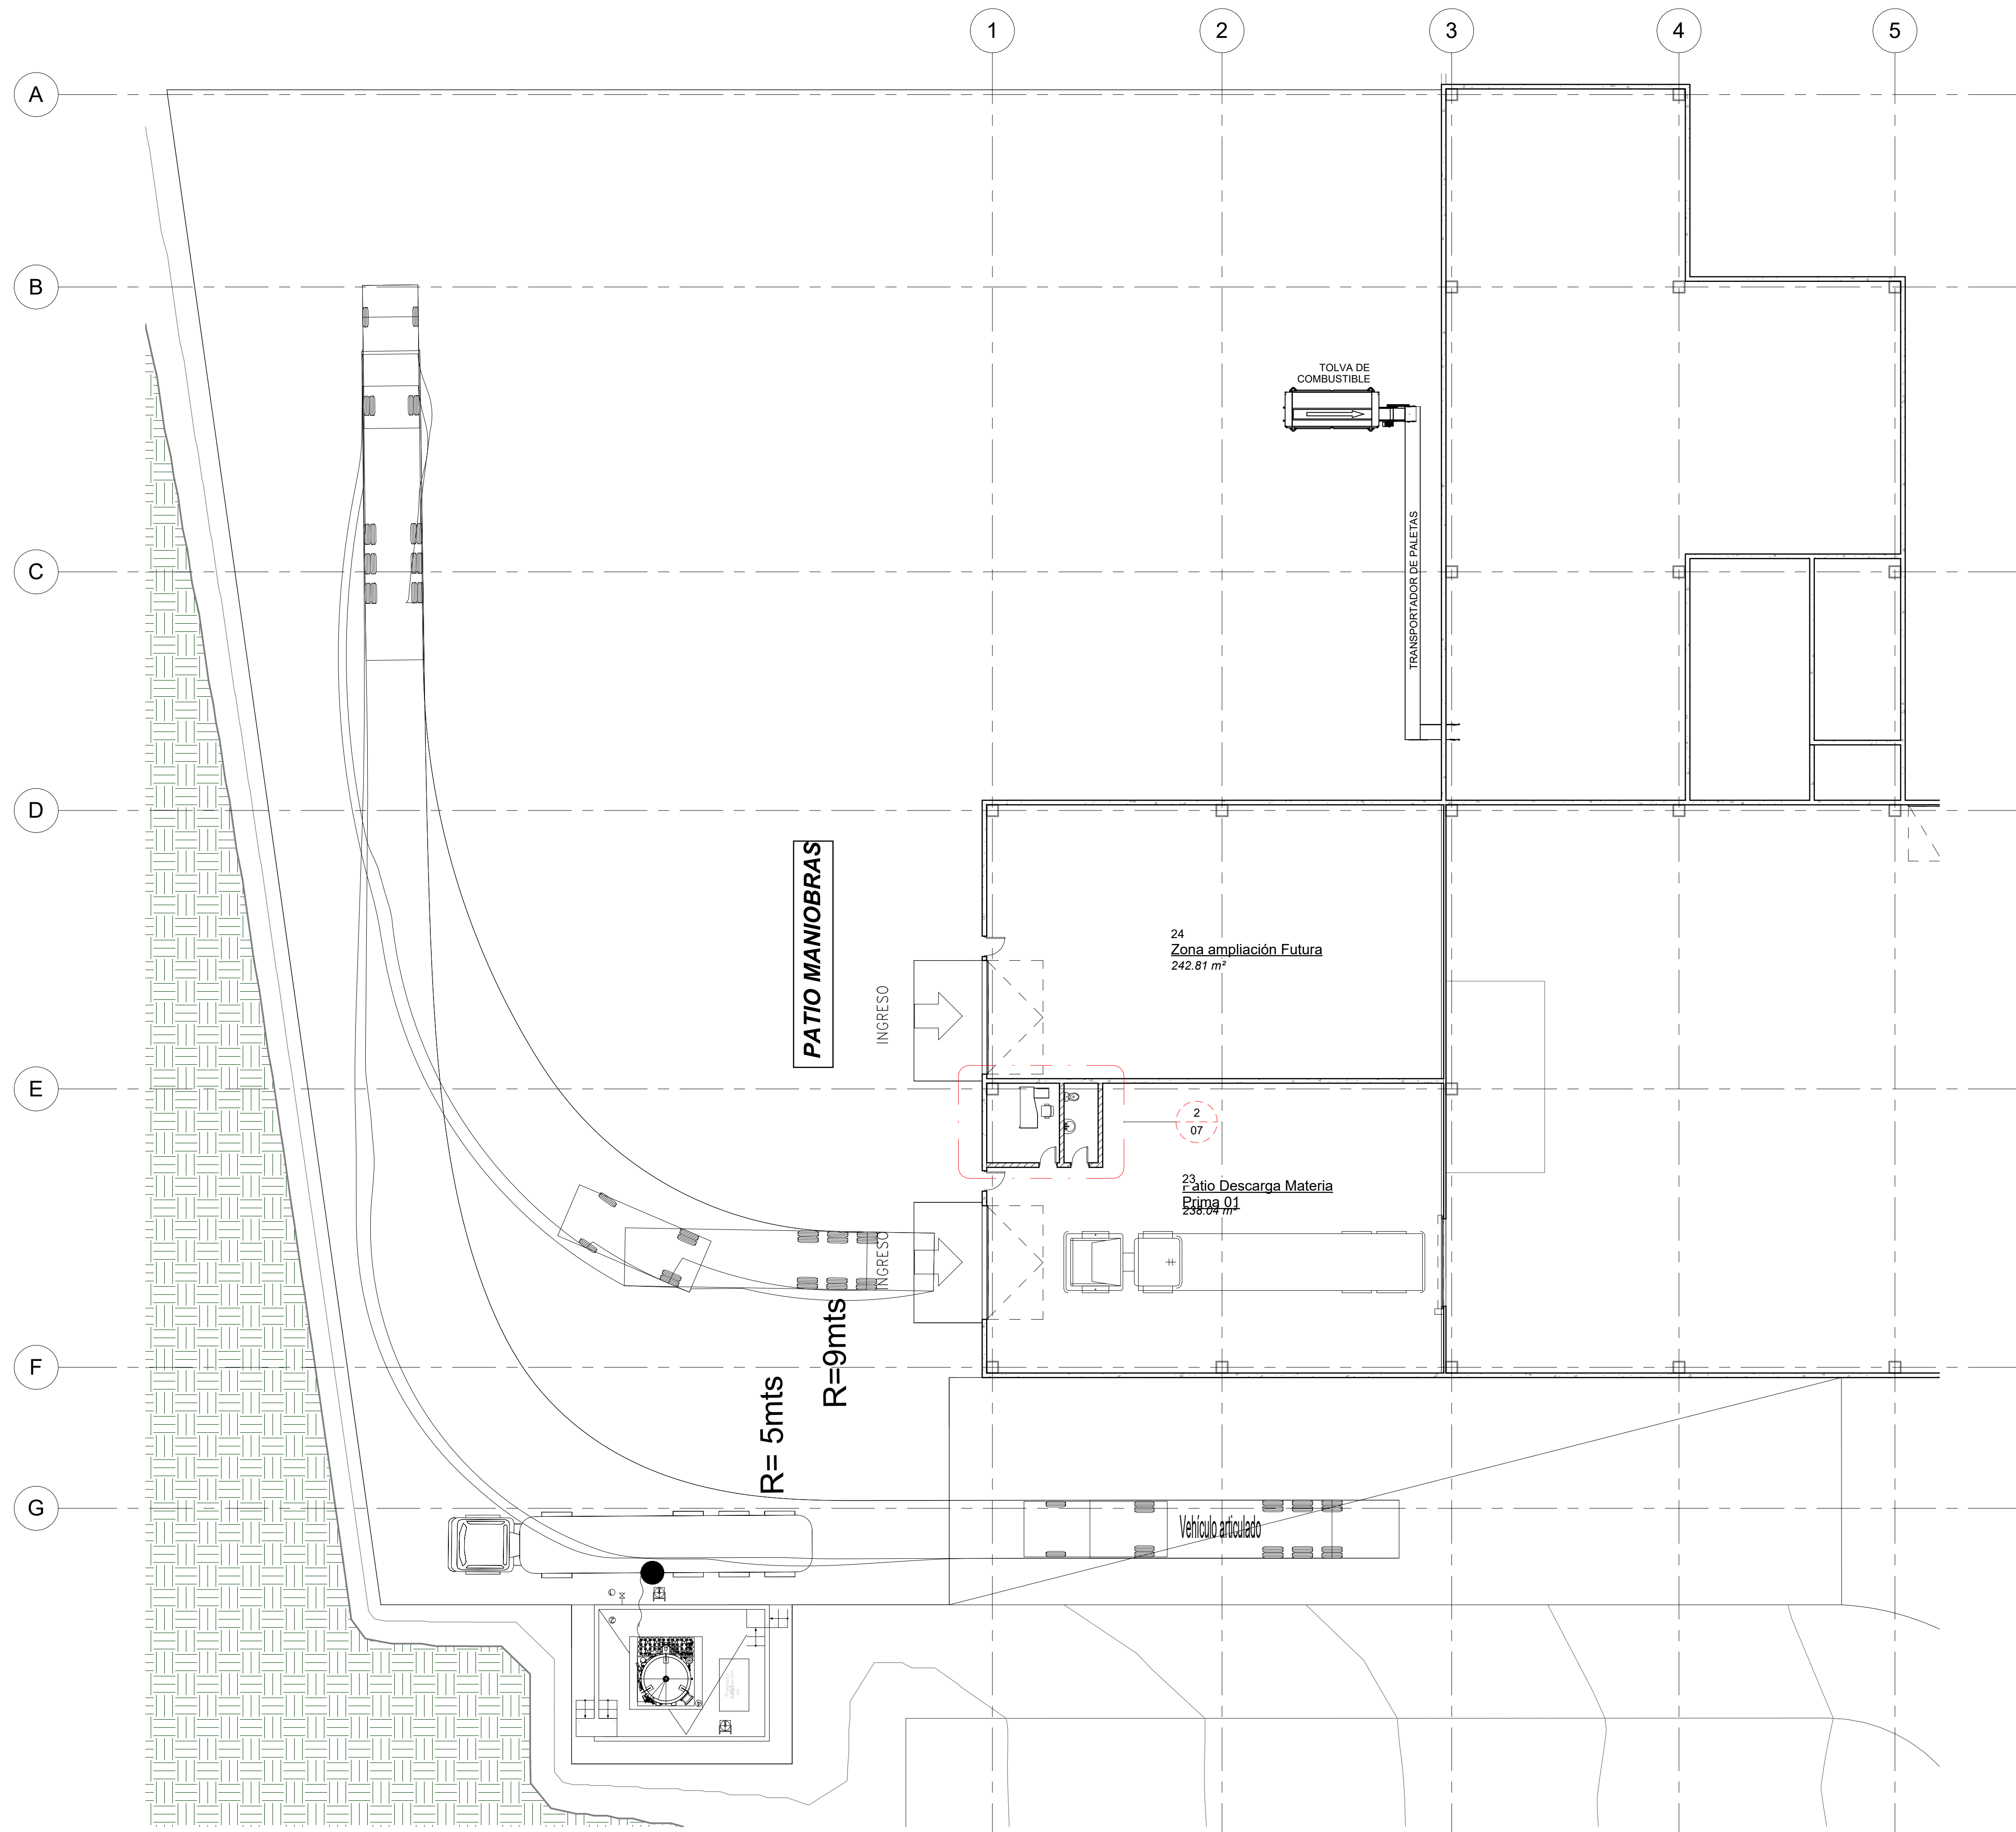 1
2
3
4
5
A
B
TOLVA DE
COMBUSTIBLE
TRANSPORTADOR DE PALETAS
C
D
PATIO MANIOBRAS
24
Zona ampliación Futura
242.81 m²
INGRESO
E
2
07
23
Patio Descarga Materia
Prima 01
238.04 m²
INGRESO
R=9mts
F
R= 5mts
G
Vehículo articulado